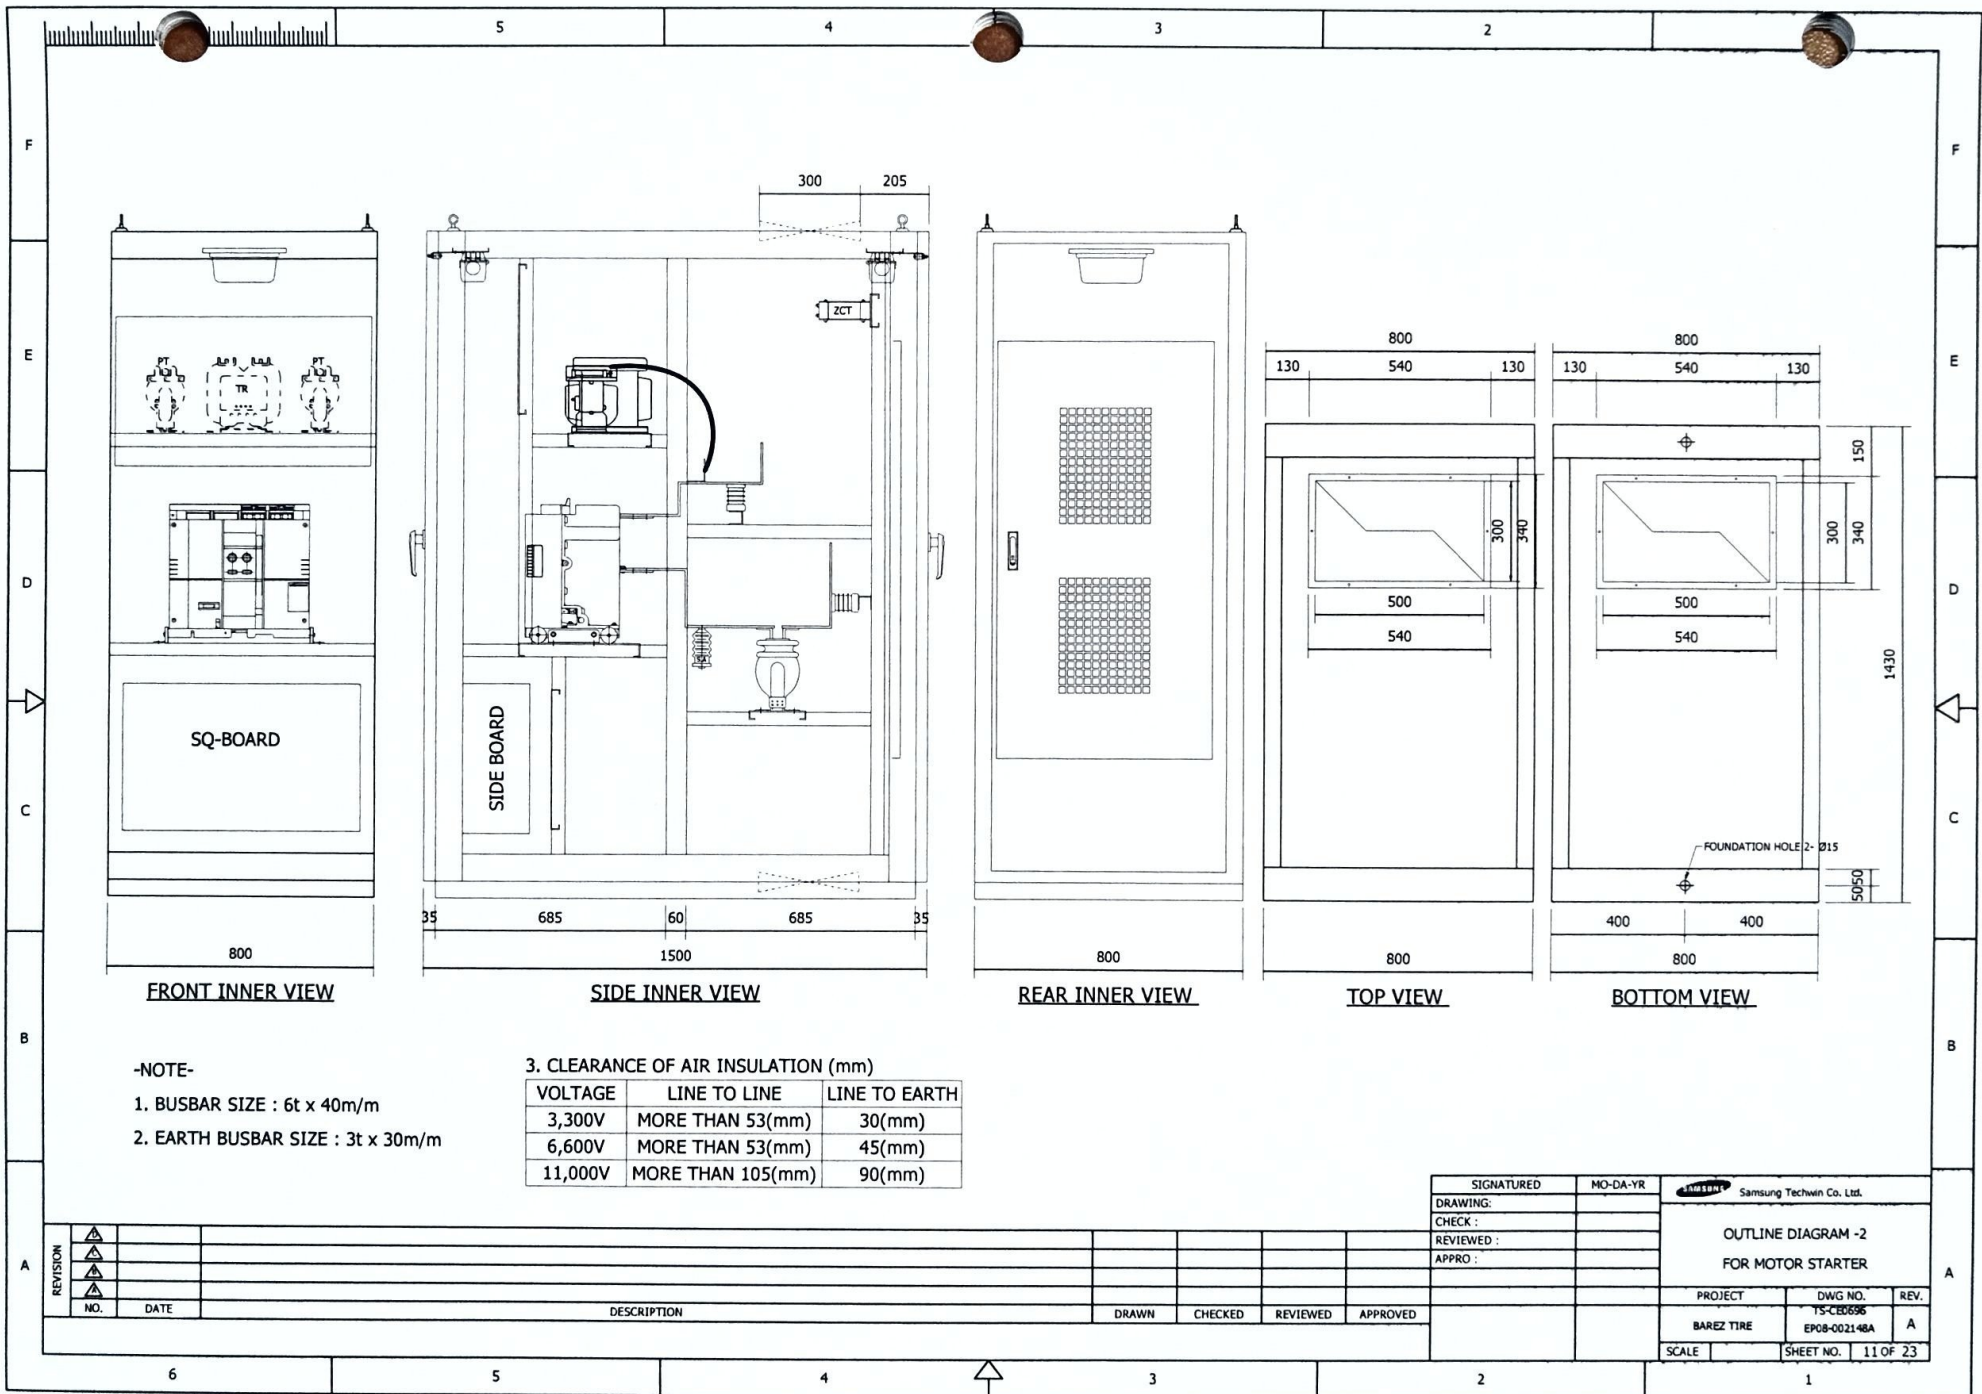 5 4 3 2
F
E
D
C
B
A
F
E
D
C
B
A
300 205
ZCT
PT TR PT
SQ-BOARD
SIDE BOARD
800
FRONT INNER VIEW
35 685 60 685 35
1500
SIDE INNER VIEW
800
REAR INNER VIEW
800
130 540 130
300
340
500
540
800
TOP VIEW
800
130 540 130
150
300
340
500
540
1430
FOUNDATION HOLE 2- Ø15
5050
400 400
800
BOTTOM VIEW
-NOTE-
1. BUSBAR SIZE : 6t x 40m/m
2. EARTH BUSBAR SIZE : 3t x 30m/m
3. CLEARANCE OF AIR INSULATION (mm)
VOLTAGE LINE TO LINE LINE TO EARTH
3,300V MORE THAN 53(mm) 30(mm)
6,600V MORE THAN 53(mm) 45(mm)
11,000V MORE THAN 105(mm) 90(mm)
REVISION
D
C
B
A
NO. DATE DESCRIPTION DRAWN CHECKED REVIEWED APPROVED
SIGNATURED MO-DA-YR
DRAWING:
CHECK :
REVIEWED :
APPRO :
SAMSUNG Samsung Techwin Co. Ltd.
OUTLINE DIAGRAM -2
FOR MOTOR STARTER
PROJECT DWG NO. REV.
TS-CE0696
BAREZ TIRE EP08-002148A A
SCALE SHEET NO. 11 OF 23
6 5 4 3 2 1